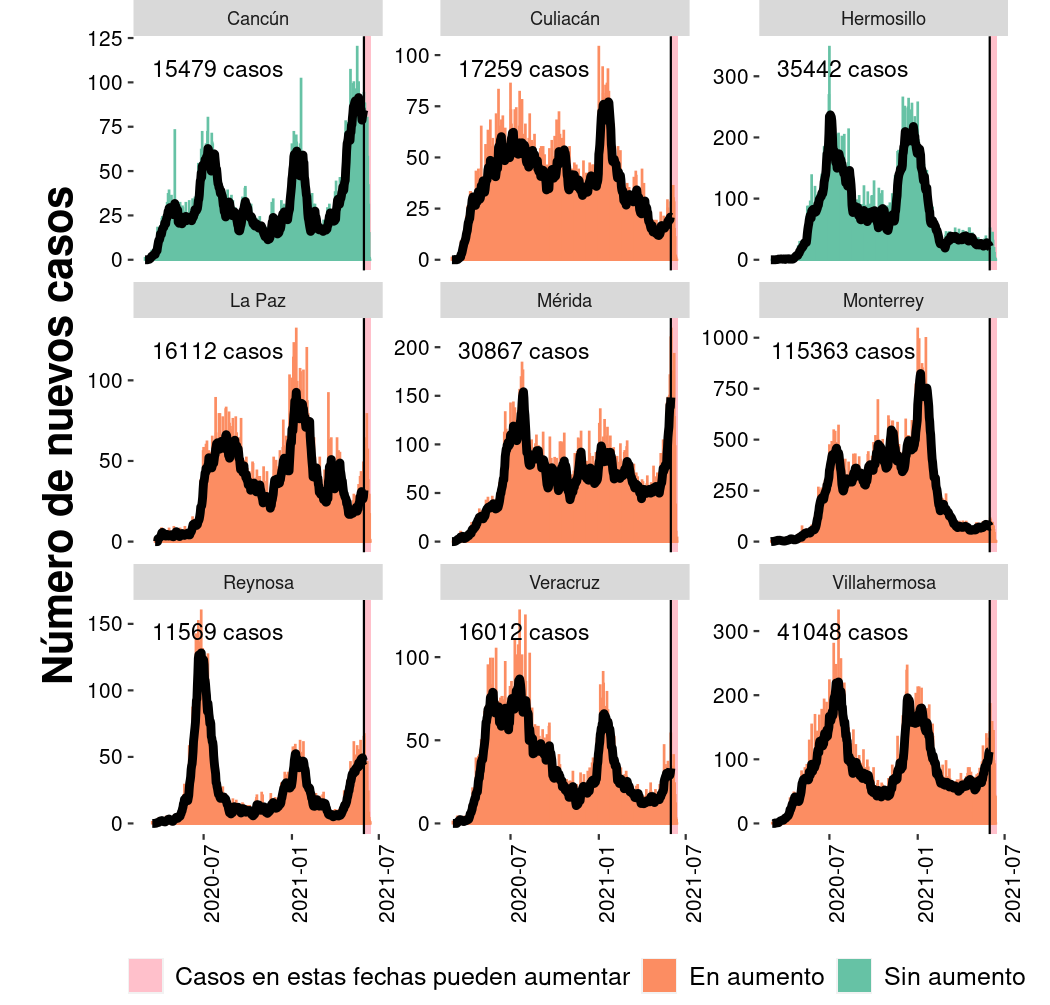 Número de nuevos casos
Cancún
125
100
75
50
25
0
15479 casos
Culiacán
100
75
50
25
0
17259 casos
Hermosillo
300
200
100
0
35442 casos
La Paz
100
50
0
16112 casos
Mérida
200
150
100
50
0
30867 casos
Monterrey
1000
750
500
250
0
115363 casos
Reynosa
150
100
50
0
11569 casos
2020-07
2021-01
2021-07
Veracruz
100
50
0
16012 casos
2020-07
2021-01
2021-07
Villahermosa
300
200
100
0
41048 casos
2020-07
2021-01
2021-07
Casos en estas fechas pueden aumentar
En aumento
Sin aumento